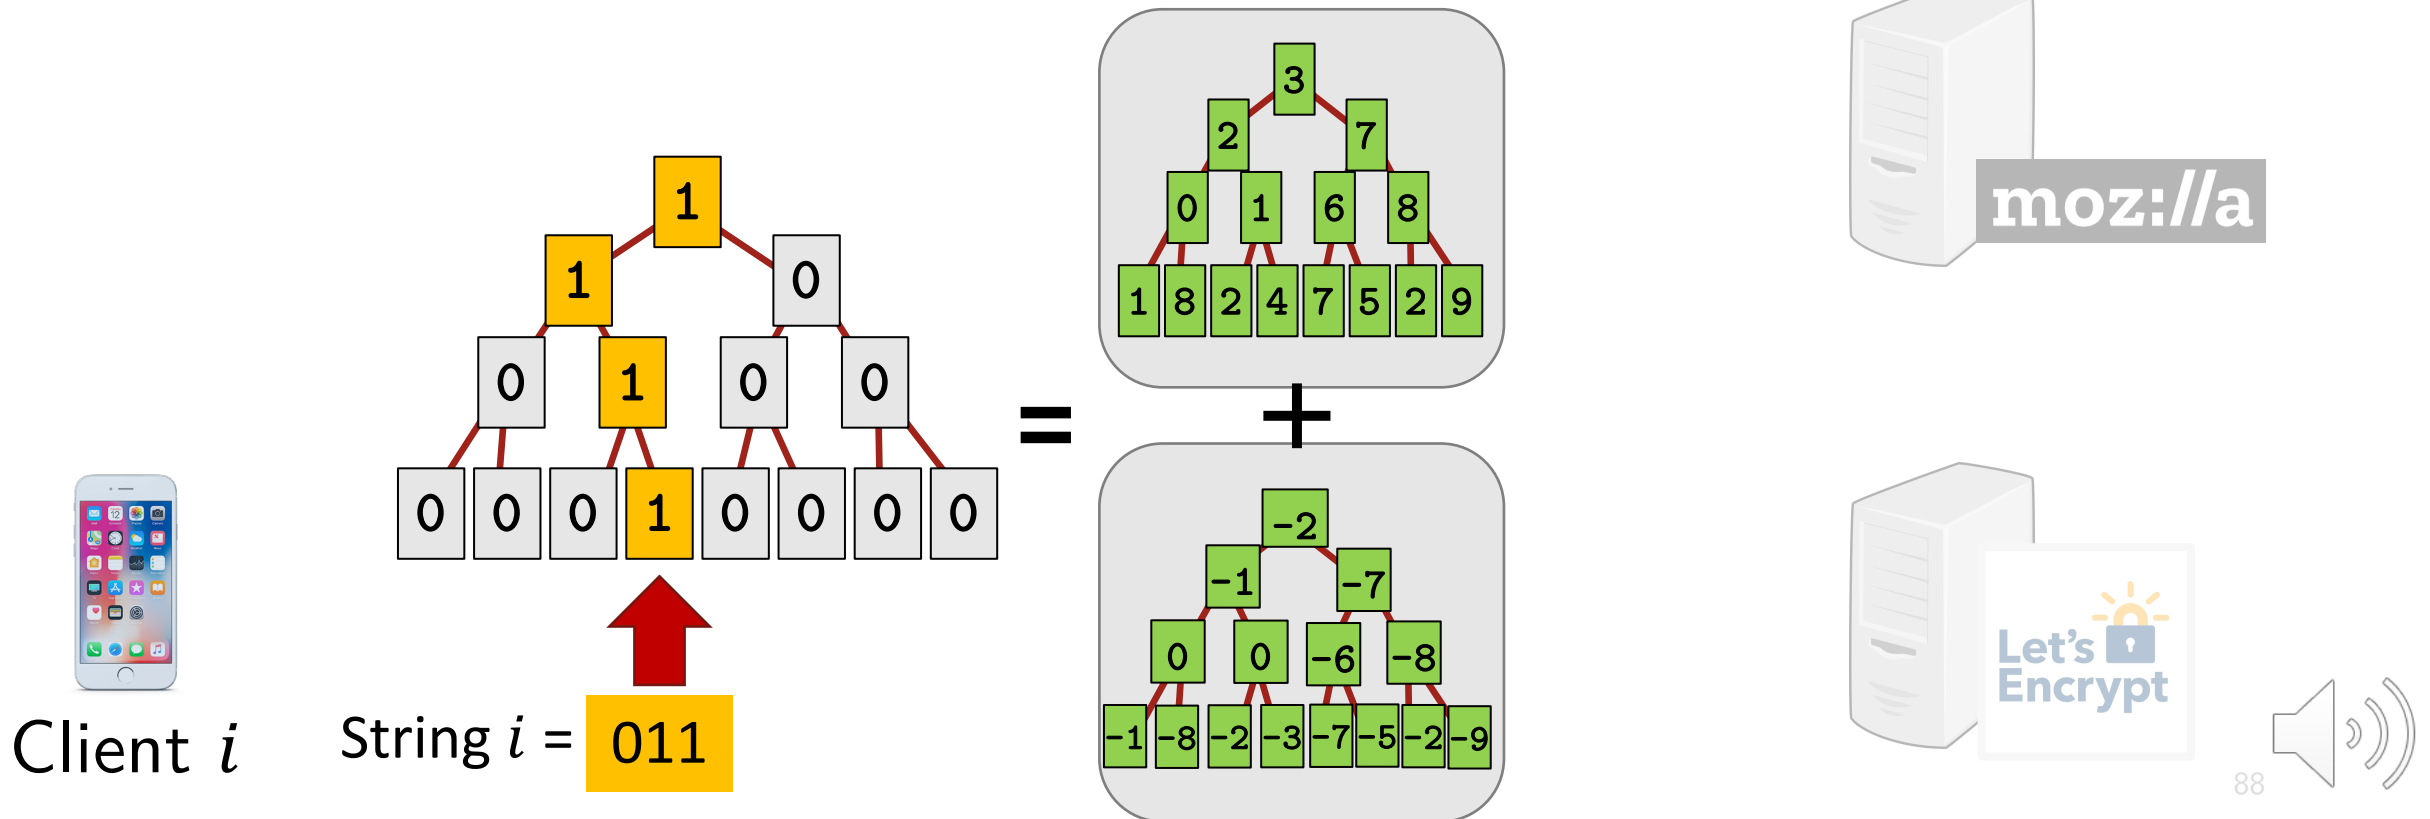 1
1 0
0 1 0 0
0 0 0 1 0 0 0 0
=
3
2 7
0 1 6 8
1 8 2 4 7 5 2 9
+
-2
-1 -7
0 0 -6 -8
-1 -8 -2 -3 -7 -5 -2 -9
moz://a
Let's
Encrypt
Client i
String i = 011
88